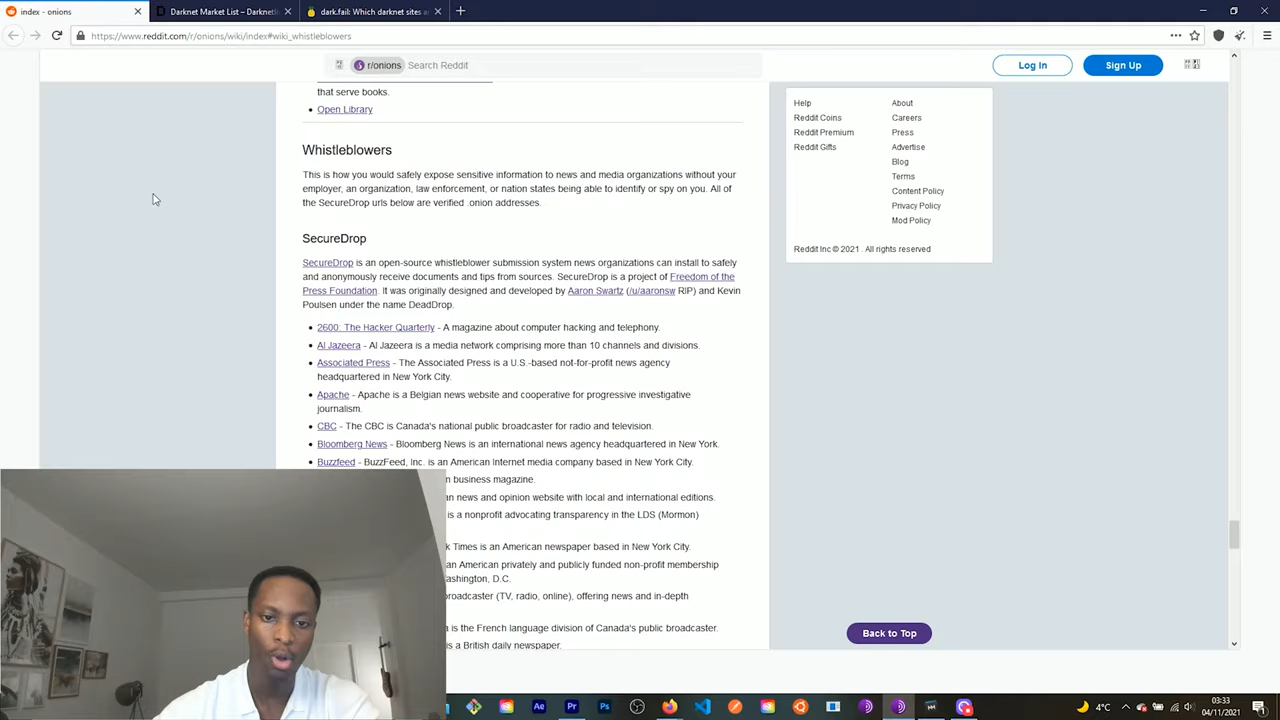 index - onions
Darknet Market List – Darknetl
dark.fail: Which darknet sites a
https://www.reddit.com/r/onions/wiki/index#wiki_whistleblowers
r/onions Search Reddit
Log In
Sign Up
that serve books.
Open Library
Whistleblowers
This is how you would safely expose sensitive information to news and media organizations without your
employer, an organization, law enforcement, or nation states being able to identify or spy on you. All of
the SecureDrop urls below are verified .onion addresses.
SecureDrop
SecureDrop is an open-source whistleblower submission system news organizations can install to safely
and anonymously receive documents and tips from sources. SecureDrop is a project of Freedom of the
Press Foundation. It was originally designed and developed by Aaron Swartz (/u/aaronsw RIP) and Kevin
Poulsen under the name DeadDrop.
2600: The Hacker Quarterly - A magazine about computer hacking and telephony.
Al Jazeera - Al Jazeera is a media network comprising more than 10 channels and divisions.
Associated Press - The Associated Press is a U.S.-based not-for-profit news agency
headquartered in New York City.
Apache - Apache is a Belgian news website and cooperative for progressive investigative
journalism.
CBC - The CBC is Canada's national public broadcaster for radio and television.
Bloomberg News - Bloomberg News is an international news agency headquartered in New York.
Buzzfeed - BuzzFeed, Inc. is an American Internet media company based in New York City.
n business magazine.
an news and opinion website with local and international editions.
is a nonprofit advocating transparency in the LDS (Mormon)
k Times is an American newspaper based in New York City.
an American privately and publicly funded non-profit membership
ashington, D.C.
roadcaster (TV, radio, online), offering news and in-depth
a is the French language division of Canada's public broadcaster.
is a British daily newspaper.
Help
Reddit Coins
Reddit Premium
Reddit Gifts
About
Careers
Press
Advertise
Blog
Terms
Content Policy
Privacy Policy
Mod Policy
Reddit Inc © 2021 . All rights reserved
Back to Top
Ae
Pr
Ps
4°C
03:33
04/11/2021